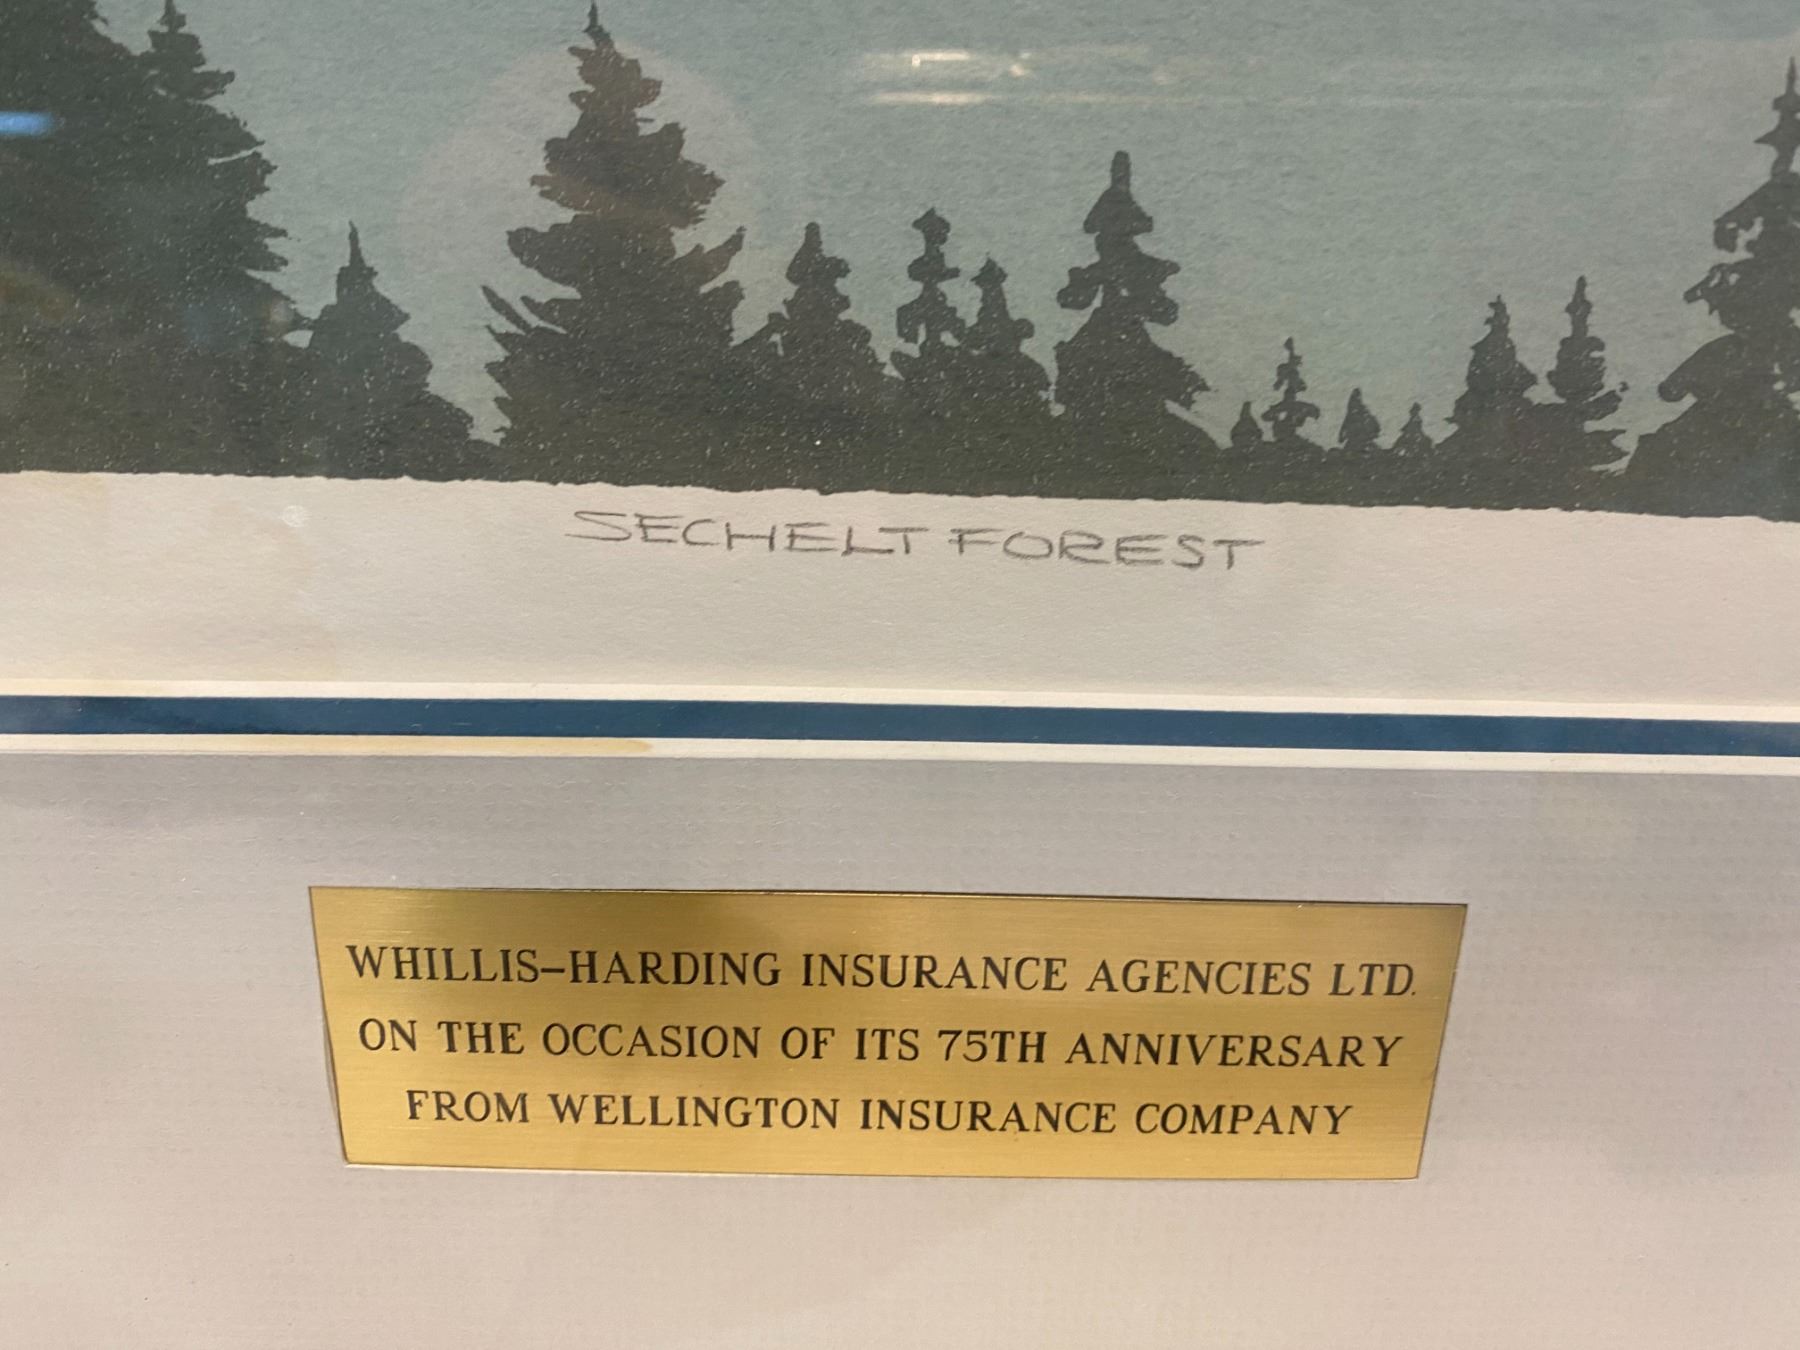 SECHELT FOREST
WHILLIS–HARDING INSURANCE AGENCIES LTD.
ON THE OCCASION OF ITS 75TH ANNIVERSARY
FROM WELLINGTON INSURANCE COMPANY